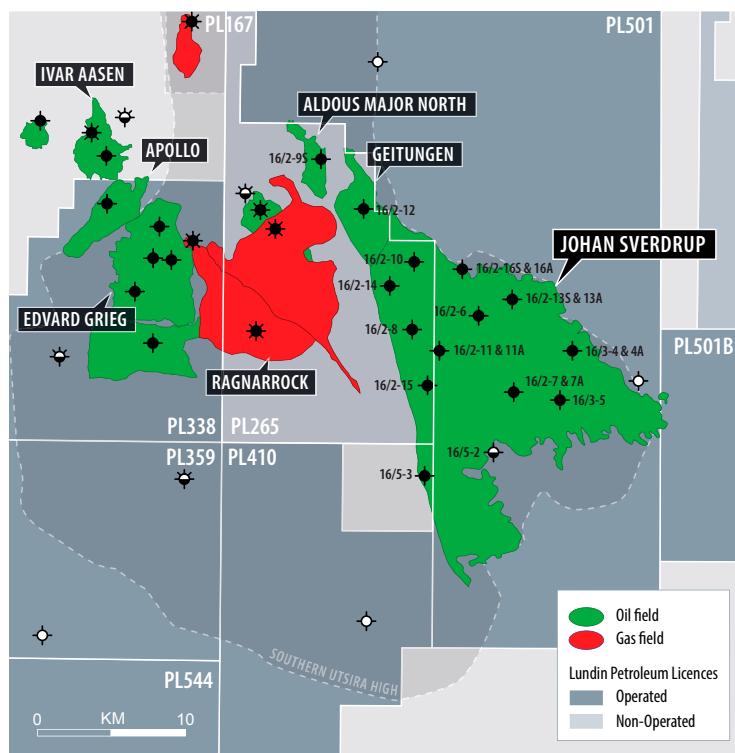 PL167
PL501
IVAR AASEN
ALDOUS MAJOR NORTH
APOLLO
16/2-9S
GEITUNGEN
16/2-12
JOHAN SVERDRUP
16/2-10
16/2-16S & 16A
16/2-14
16/2-13S & 13A
16/2-6
EDVARD GRIEG
16/2-8
16/2-11 & 11A
16/3-4 & 4A
PL501B
RAGNARROCK
16/2-15
16/2-7 & 7A
16/3-5
PL338
PL265
PL359
PL410
16/5-2
16/5-3
SOUTHERN UTSIRA HIGH
PL544
0 KM 10
Oil field
Gas field
Lundin Petroleum Licences
Operated
Non-Operated